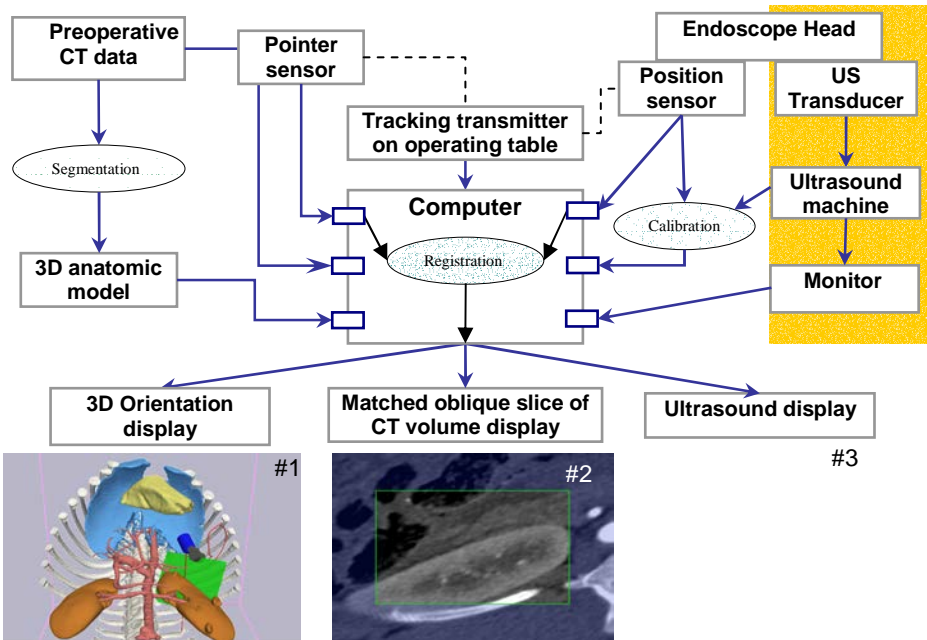 Preoperative
CT data
Pointer
sensor
Endoscope Head
Position
sensor
US
Transducer
Tracking transmitter
on operating table
Segmentation
Computer
Calibration
Ultrasound
machine
Registration
3D anatomic
model
Monitor
3D Orientation
display
Matched oblique slice of
CT volume display
Ultrasound display
#1
#2
#3